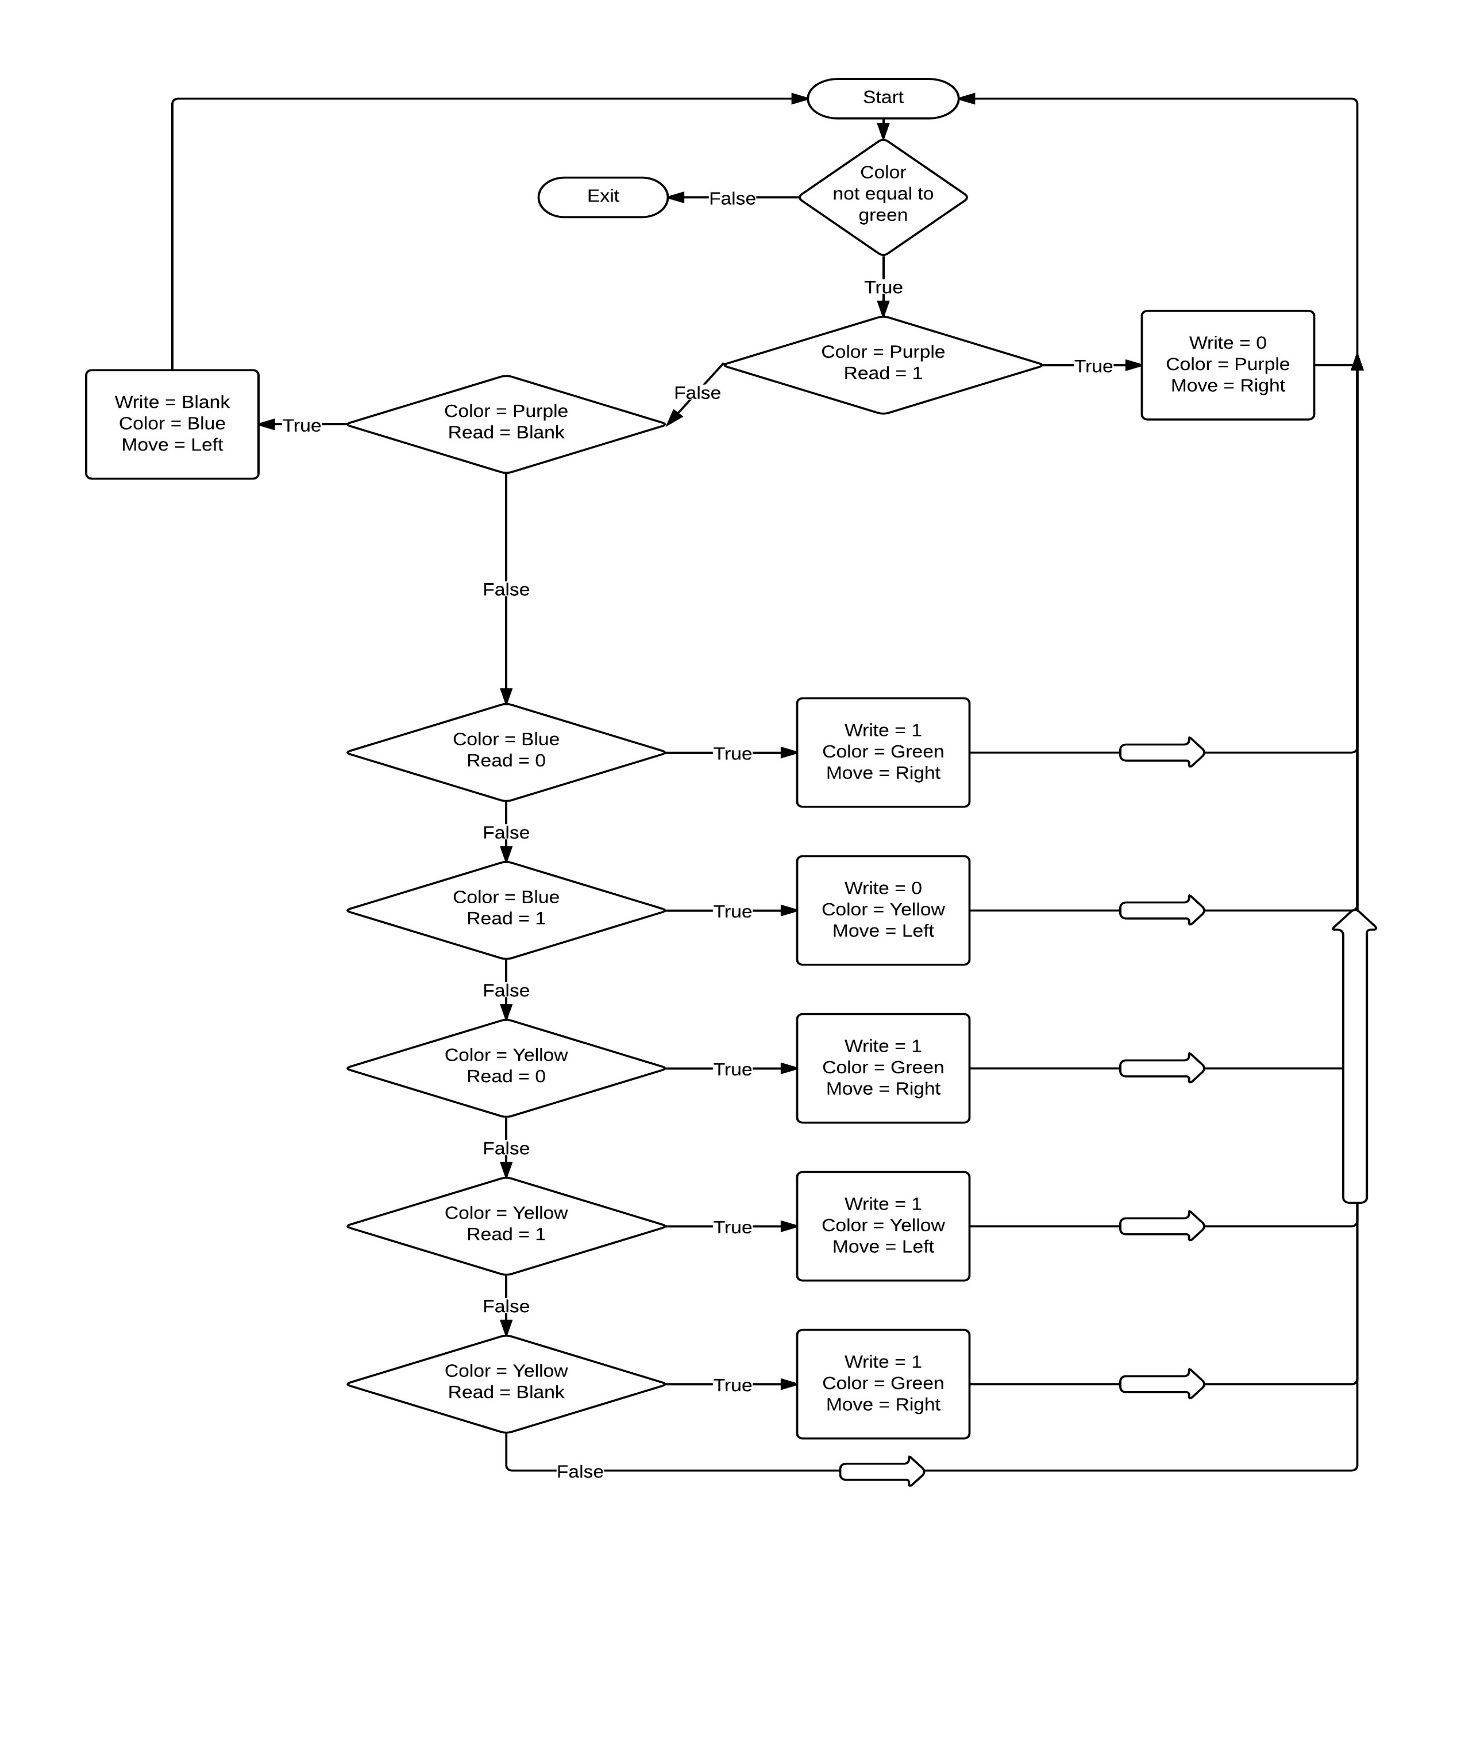 Start
Color
not equal to
green
False
Exit
True
Color = Purple
Read = 1
True
Write = 0
Color = Purple
Move = Right
False
Color = Purple
Read = Blank
True
Write = Blank
Color = Blue
Move = Left
False
Color = Blue
Read = 0
True
Write = 1
Color = Green
Move = Right
False
Color = Blue
Read = 1
True
Write = 0
Color = Yellow
Move = Left
False
Color = Yellow
Read = 0
True
Write = 1
Color = Green
Move = Right
False
Color = Yellow
Read = 1
True
Write = 1
Color = Yellow
Move = Left
False
Color = Yellow
Read = Blank
True
Write = 1
Color = Green
Move = Right
False